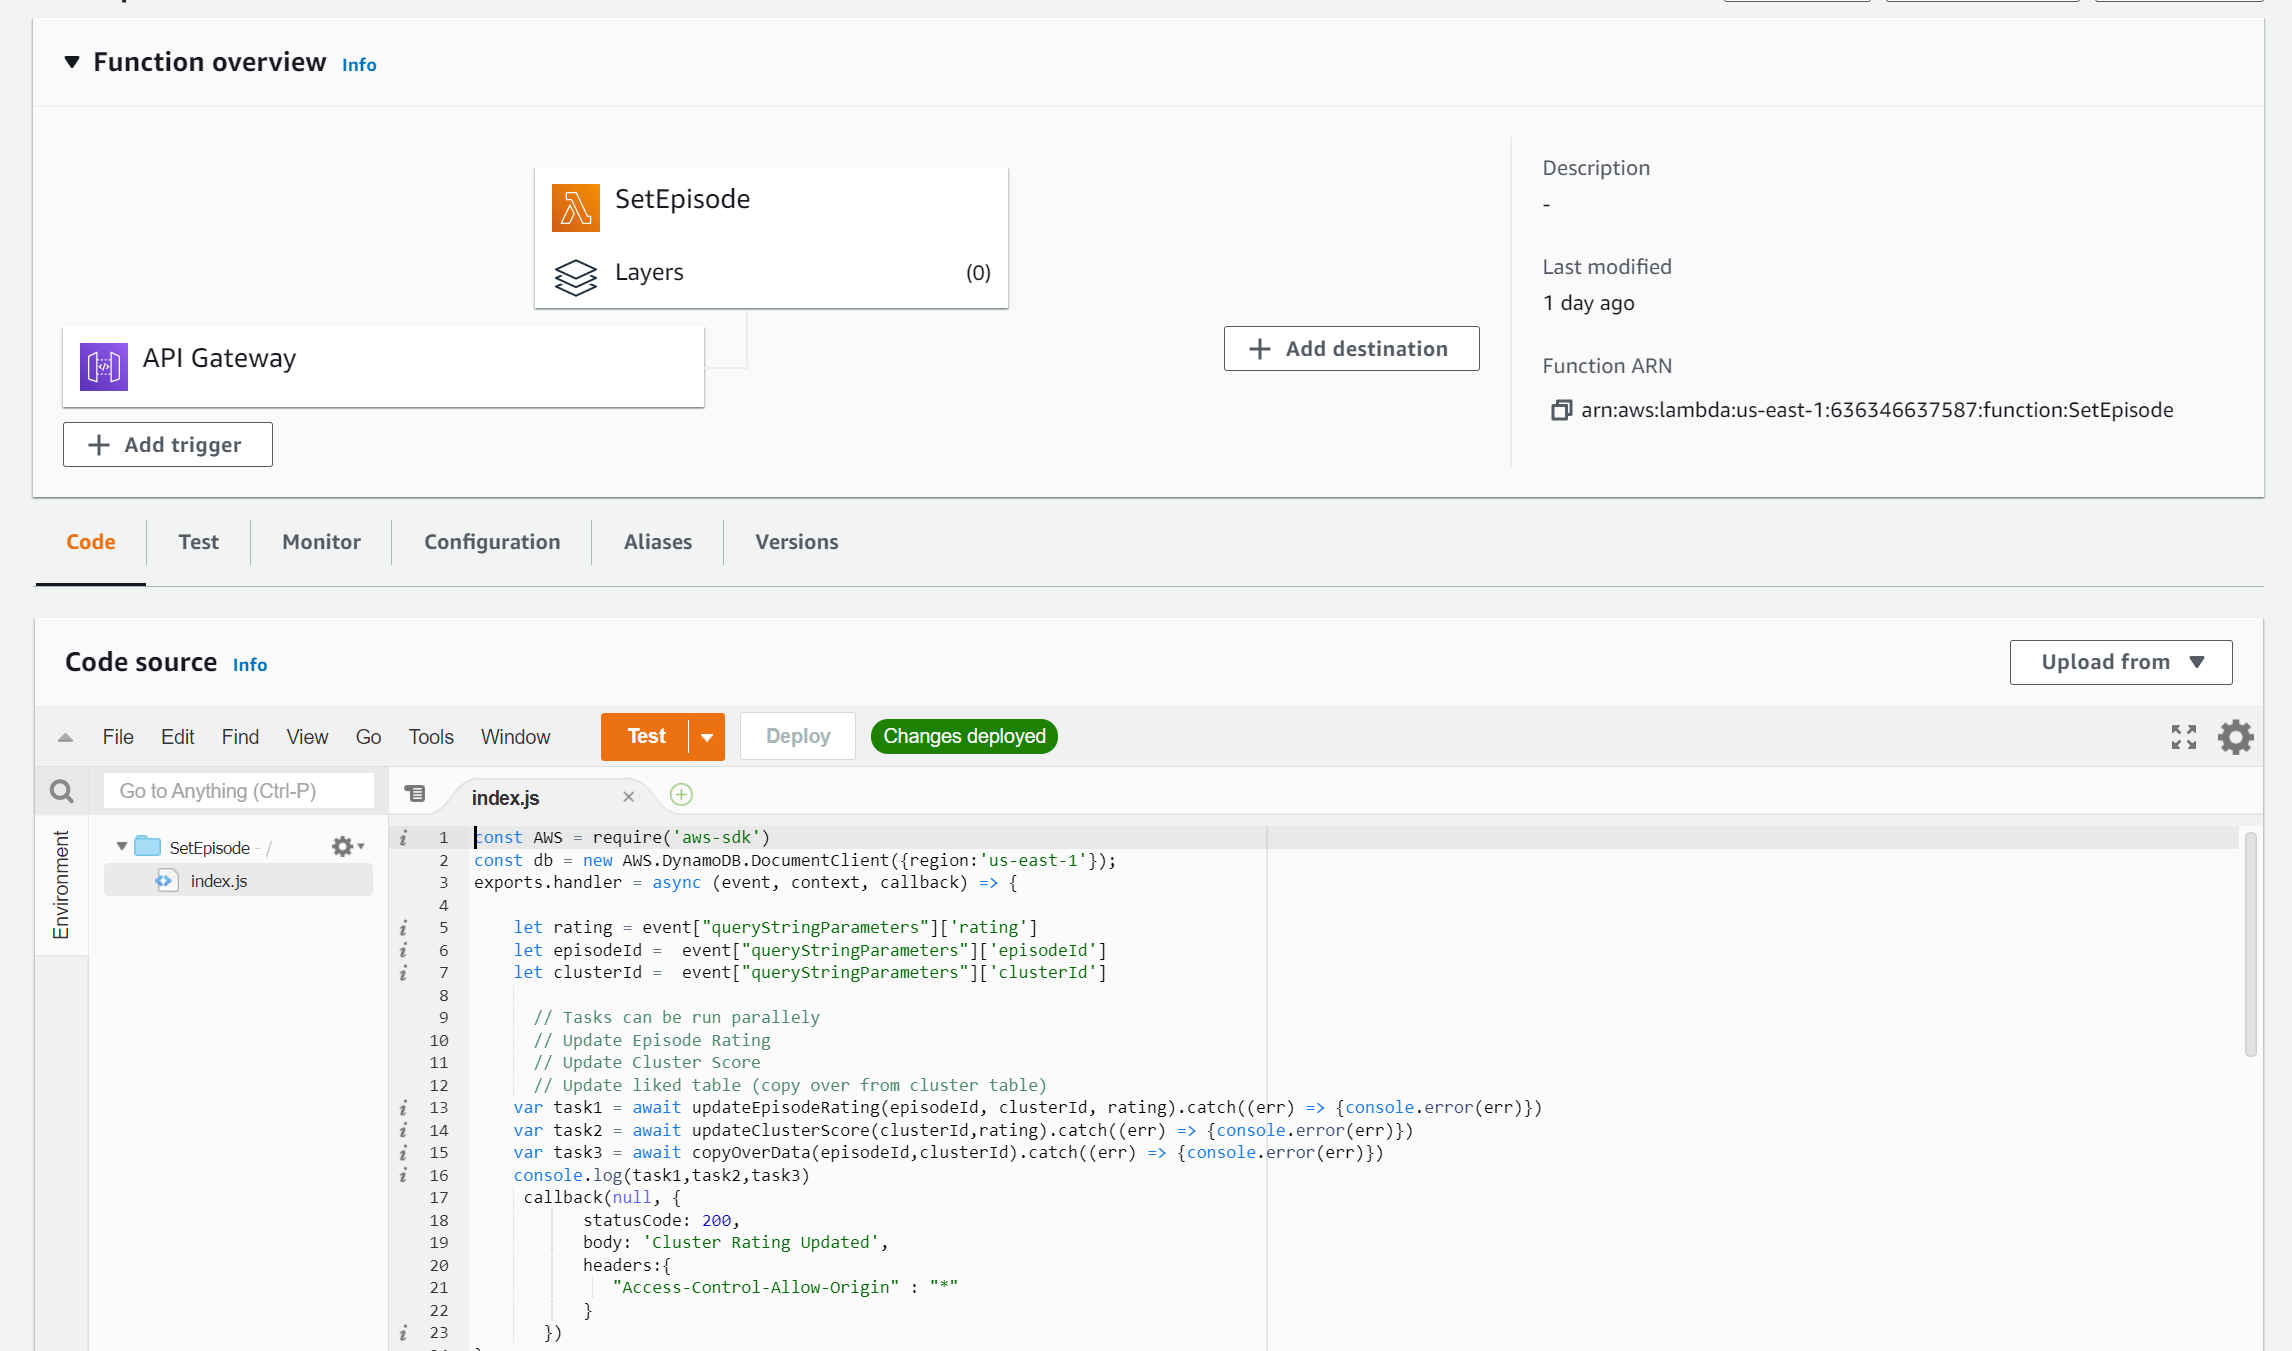 Function overview Info
SetEpisode
Layers (0)
API Gateway
+ Add trigger
+ Add destination
Description
-
Last modified
1 day ago
Function ARN
arn:aws:lambda:us-east-1:636346637587:function:SetEpisode
Code Test Monitor Configuration Aliases Versions
Code source Info
Upload from
File Edit Find View Go Tools Window Test Deploy Changes deployed
Go to Anything (Ctrl-P)
index.js
Environment
SetEpisode - /
index.js
1 const AWS = require('aws-sdk')
2 const db = new AWS.DynamoDB.DocumentClient({region:'us-east-1'});
3 exports.handler = async (event, context, callback) => {
4
5 let rating = event["queryStringParameters"]['rating']
6 let episodeId =  event["queryStringParameters"]['episodeId']
7 let clusterId =  event["queryStringParameters"]['clusterId']
8
9 // Tasks can be run parallely
10 // Update Episode Rating
11 // Update Cluster Score
12 // Update liked table (copy over from cluster table)
13 var task1 = await updateEpisodeRating(episodeId, clusterId, rating).catch((err) => {console.error(err)})
14 var task2 = await updateClusterScore(clusterId,rating).catch((err) => {console.error(err)})
15 var task3 = await copyOverData(episodeId,clusterId).catch((err) => {console.error(err)})
16 console.log(task1,task2,task3)
17 callback(null, {
18 statusCode: 200,
19 body: 'Cluster Rating Updated',
20 headers:{
21 "Access-Control-Allow-Origin" : "*"
22 }
23 })